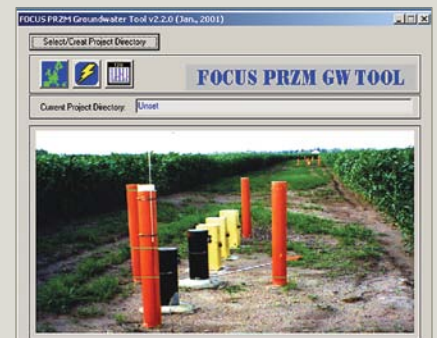 FOCUS PRZM Groundwater Tool v2.2.0 (Jan., 2001)
Select/Creat Project Directory
FOCUS PRZM GW TOOL
Current Project Directory Unset